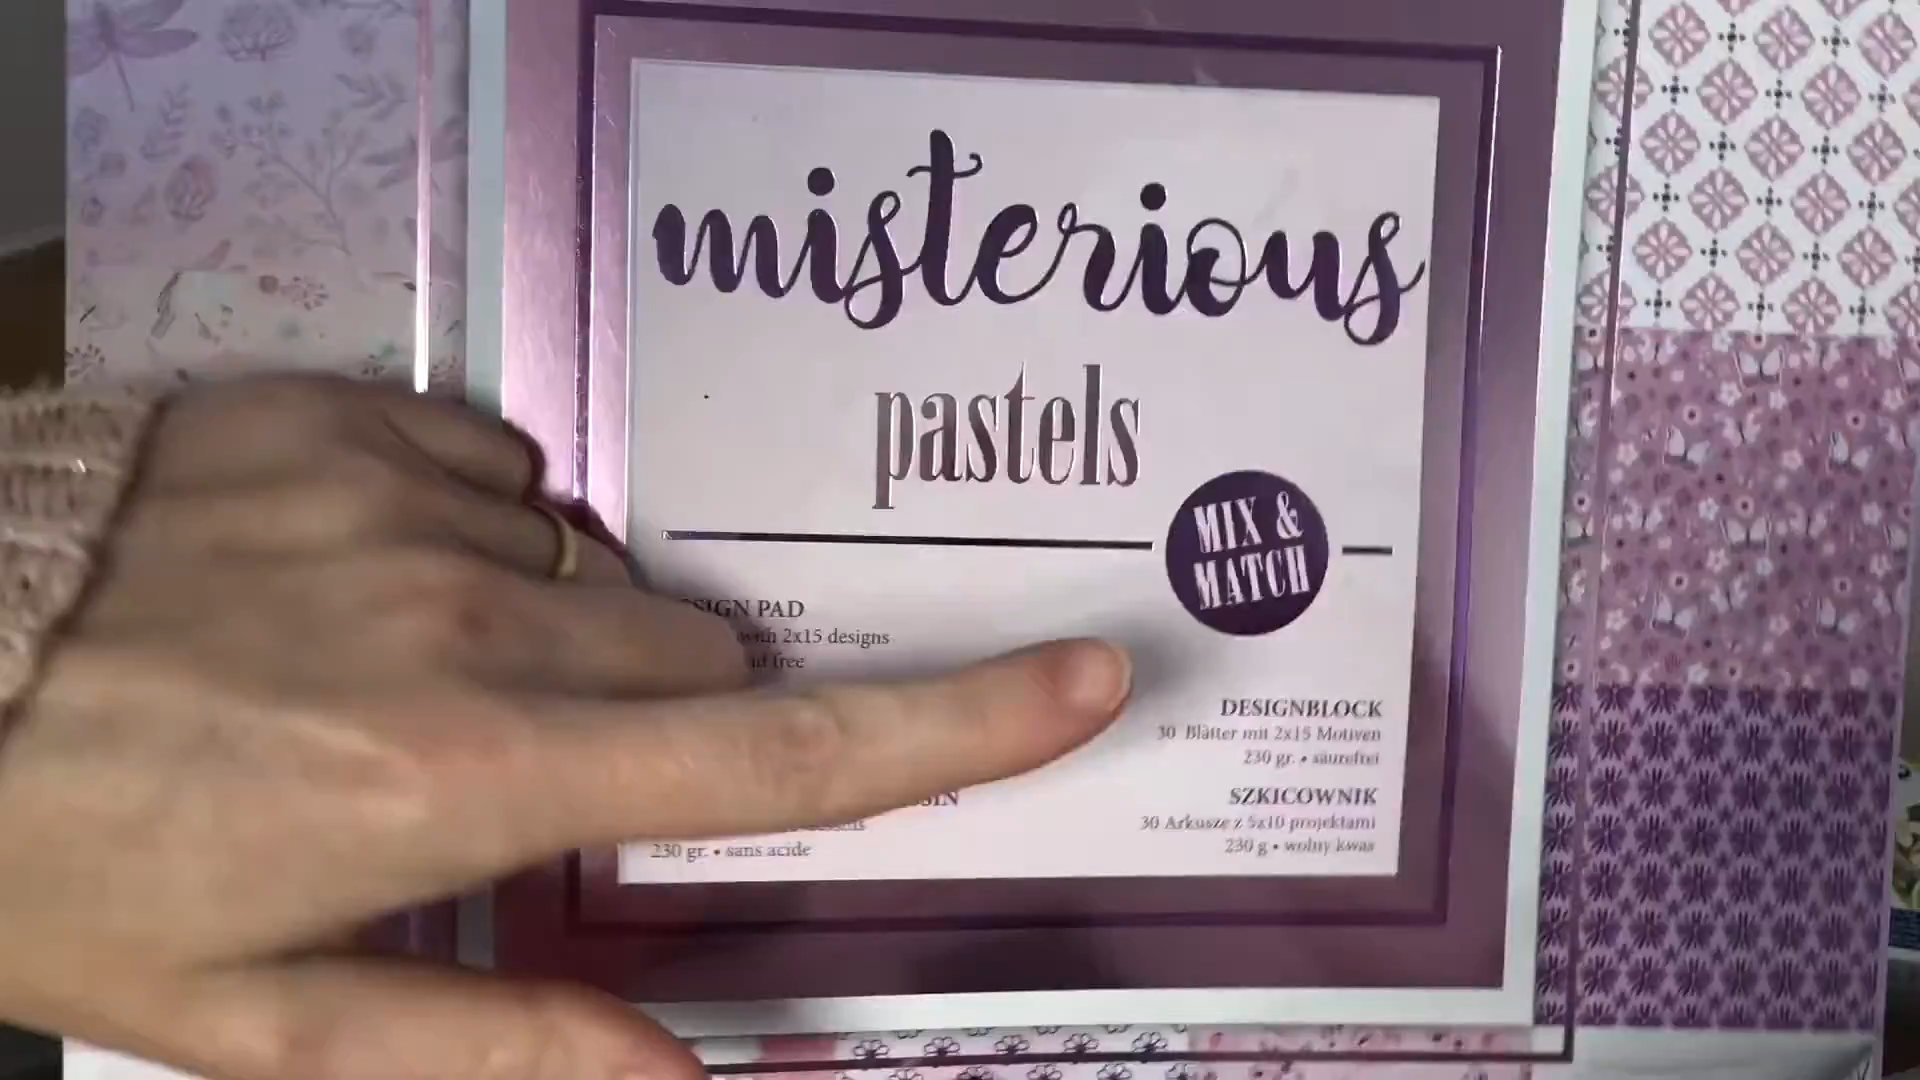 misterious
pastels
MIX &
MATCH
SIGN PAD
with 2x15 designs
free
DESIGNBLOCK
30 Blätter mit 2x15 Motiven
230 gr. • säurefrei
SZKICOWNIK
30 Arkusze z 5x10 projektami
230 g • wolny kwas
230 gr. • sans acide